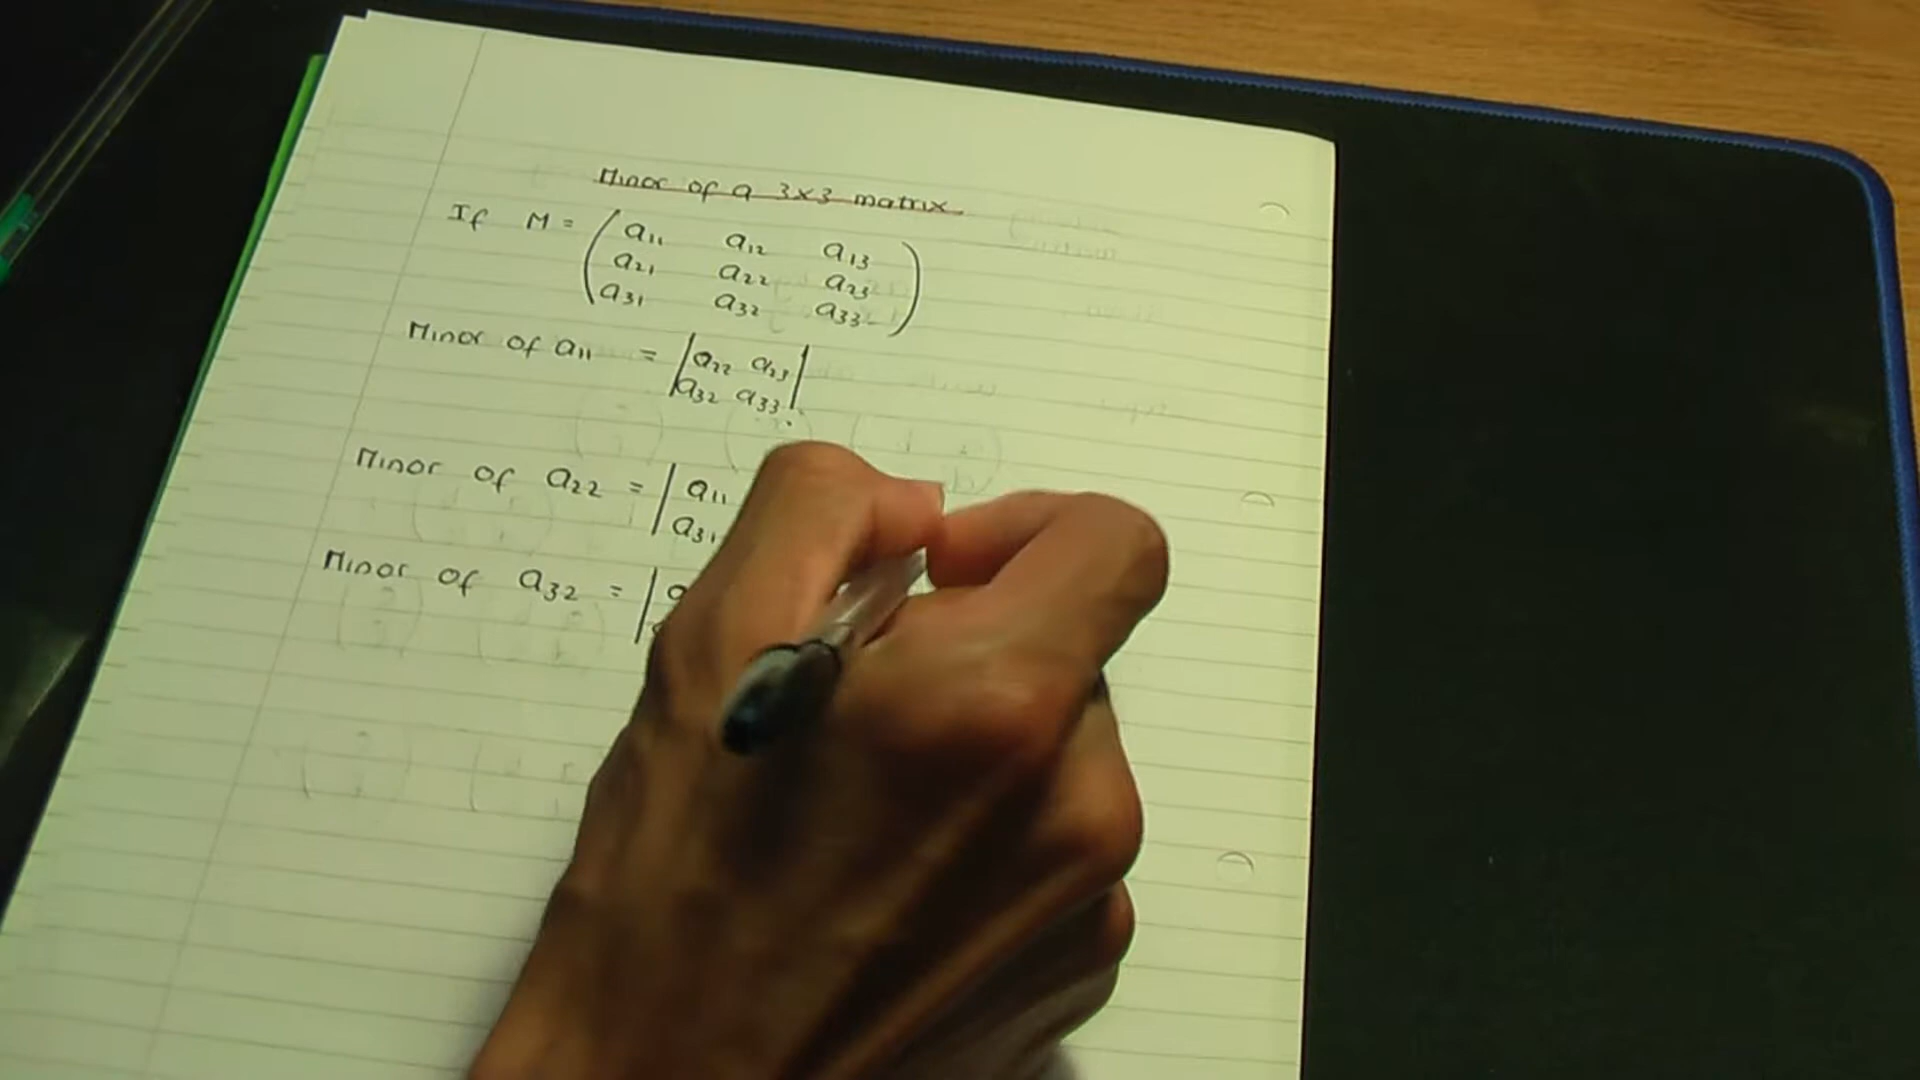 Minor of a 3x3 matrix
If M = ( a11 a12 a13
a21 a22 a23
a31 a32 a33 )
Minor of a11 = | a22 a23 |
| a32 a33 |
Minor of a22 = | a11
a31
Minor of a32 = | a